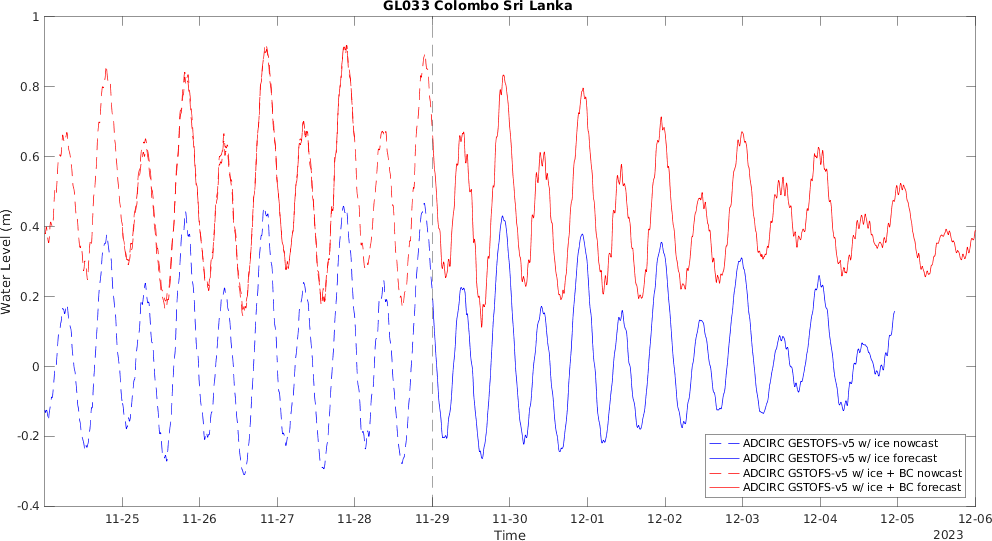 GL033 Colombo Sri Lanka
1
0.8
0.6
0.4
0.2
0
-0.2
-0.4
Water Level (m)
ADCIRC GESTOFS-v5 w/ ice nowcast
ADCIRC GESTOFS-v5 w/ ice forecast
ADCIRC GSTOFS-v5 w/ ice + BC nowcast
ADCIRC GSTOFS-v5 w/ ice + BC forecast
11-25 11-26 11-27 11-28 11-29 11-30 12-01 12-02 12-03 12-04 12-05 12-06
Time
2023